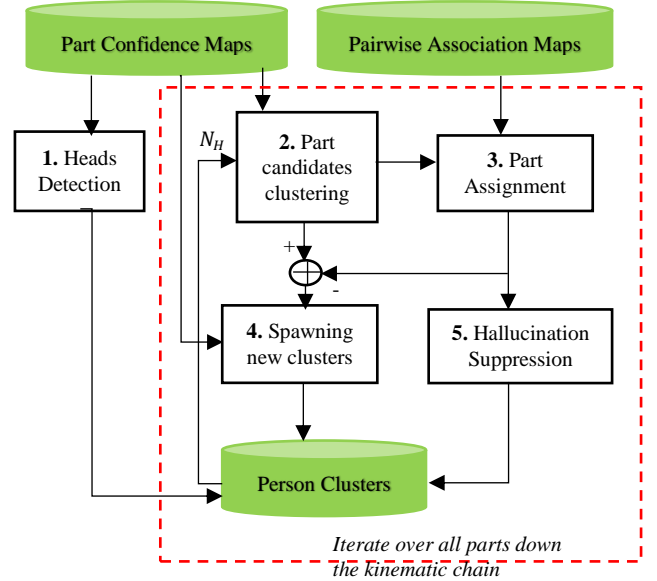 Part Confidence Maps
Pairwise Association Maps
1. Heads
Detection
N_H
2. Part
candidates
clustering
3. Part
Assignment
+
-
4. Spawning
new clusters
5. Hallucination
Suppression
Person Clusters
Iterate over all parts down
the kinematic chain